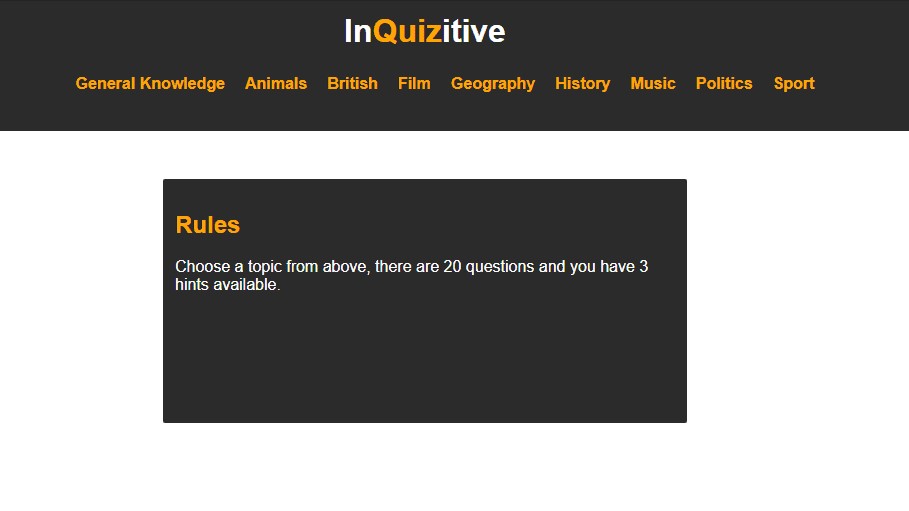 InQuizitive
General Knowledge Animals British Film Geography History Music Politics Sport
Rules
Choose a topic from above, there are 20 questions and you have 3
hints available.